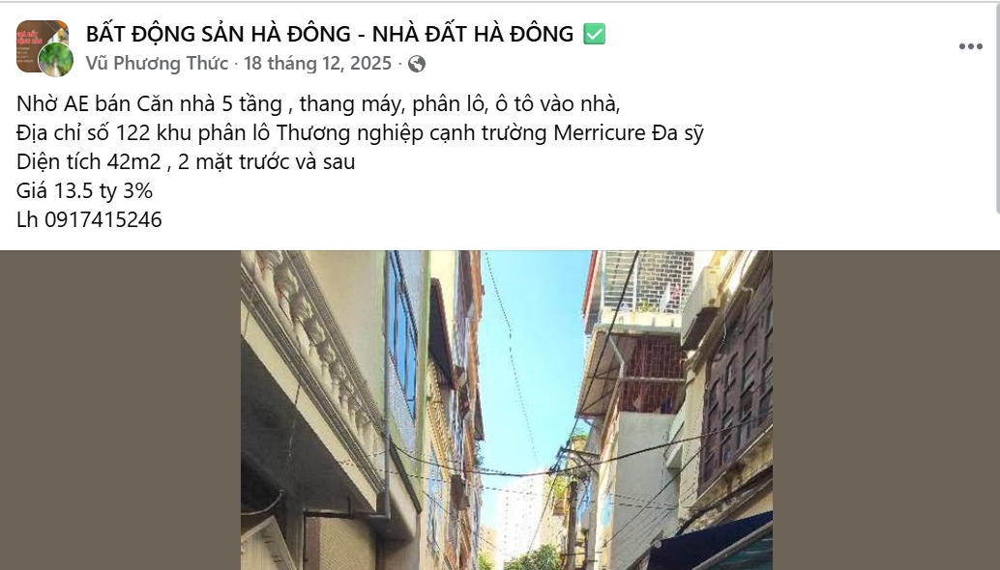 BẤT ĐỘNG SẢN HÀ ĐÔNG - NHÀ ĐẤT HÀ ĐÔNG ✅
Vũ Phương Thức · 18 tháng 12, 2025 ·
Nhờ AE bán Căn nhà 5 tầng , thang máy, phân lô, ô tô vào nhà,
Địa chỉ số 122 khu phân lô Thương nghiệp cạnh trường Merricure Đa sỹ
Diện tích 42m2 , 2 mặt trước và sau
Giá 13.5 ty 3%
Lh 0917415246